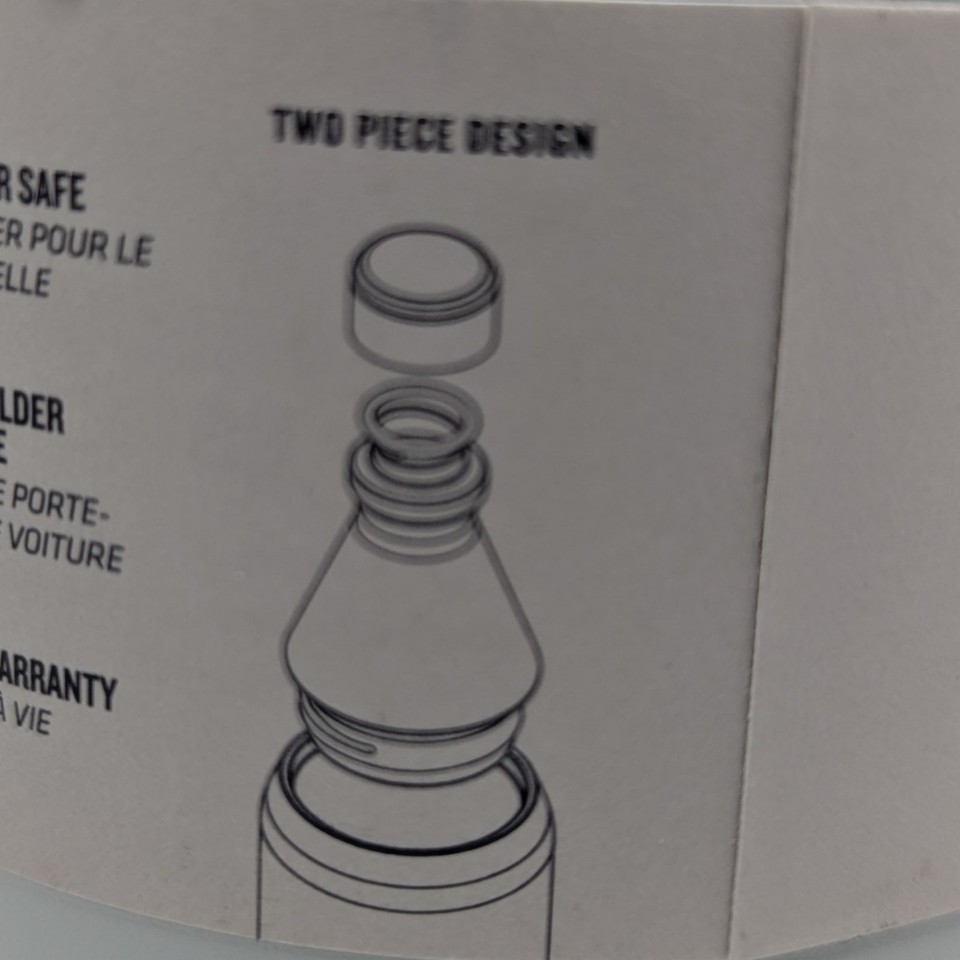 TWO PIECE DESIGN
R SAFE
ER POUR LE
ELLE
LDER
E
E PORTE-
E VOITURE
ARRANTY
À VIE